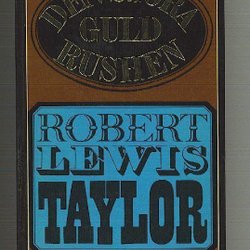 DEN STORA
GULD
RUSHEN
ROBERT
LEWIS
TAYLOR